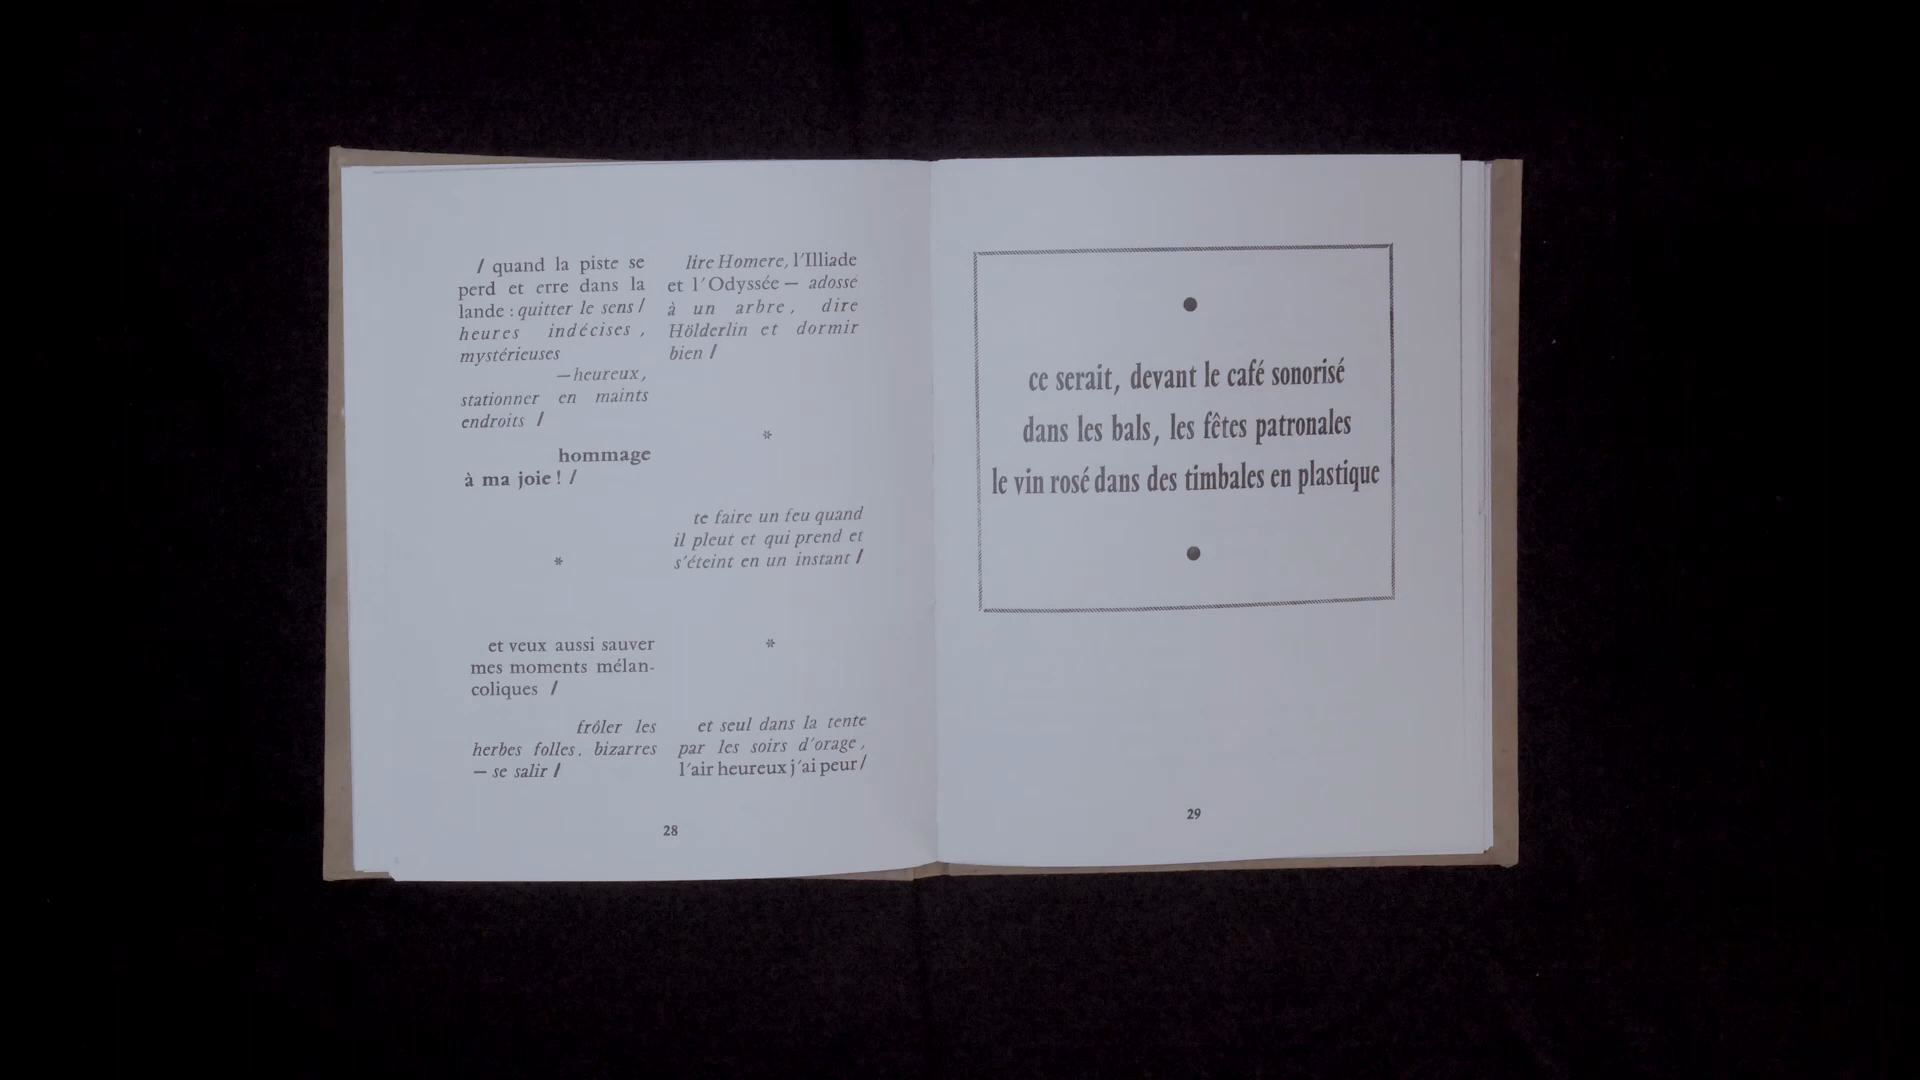 / quand la piste se
perd et erre dans la
lande : quitter le sens /
heures indécises ,
mystérieuses
— heureux,
stationner en maints
endroits /
hommage
à ma joie ! /
*
et veux aussi sauver
mes moments mélan-
coliques /
frôler les
herbes folles, bizarres
— se salir /
lire Homere, l'Illiade
et l'Odyssée — adossé
à un arbre, dire
Hölderlin et dormir
bien /
*
te faire un feu quand
il pleut et qui prend et
s'éteint en un instant /
*
et seul dans la tente
par les soirs d'orage,
l'air heureux j'ai peur /
28
ce serait, devant le café sonorisé
dans les bals, les fêtes patronales
le vin rosé dans des timbales en plastique
29